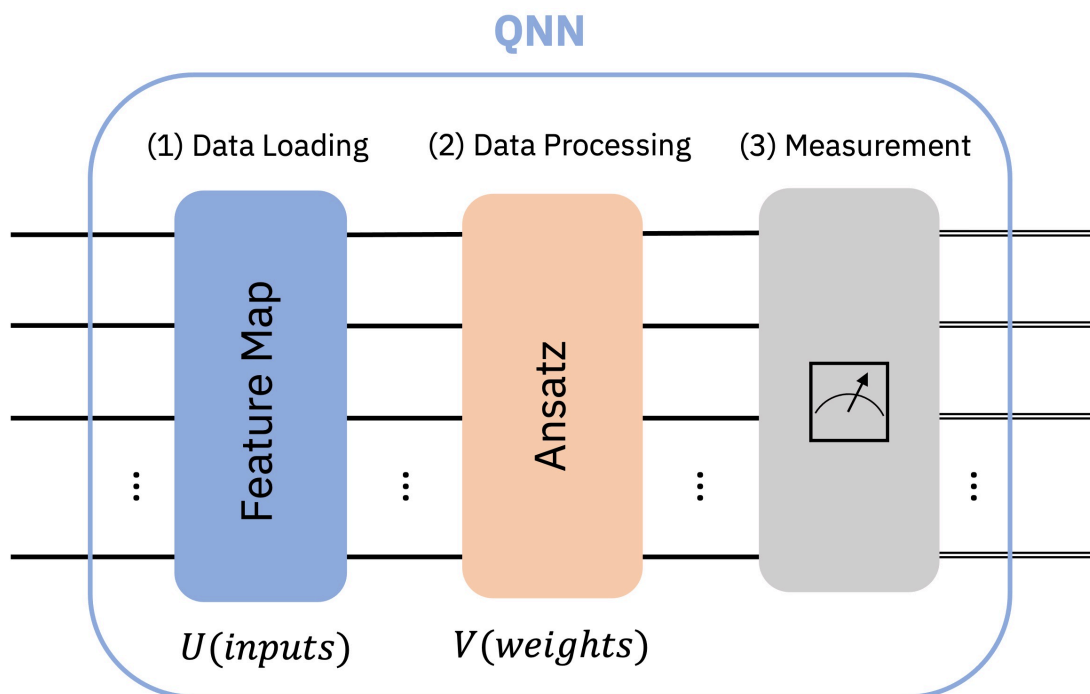 QNN
(1) Data Loading
(2) Data Processing
(3) Measurement
Feature Map
Ansatz
⋮
⋮
⋮
⋮
U(inputs)
V(weights)